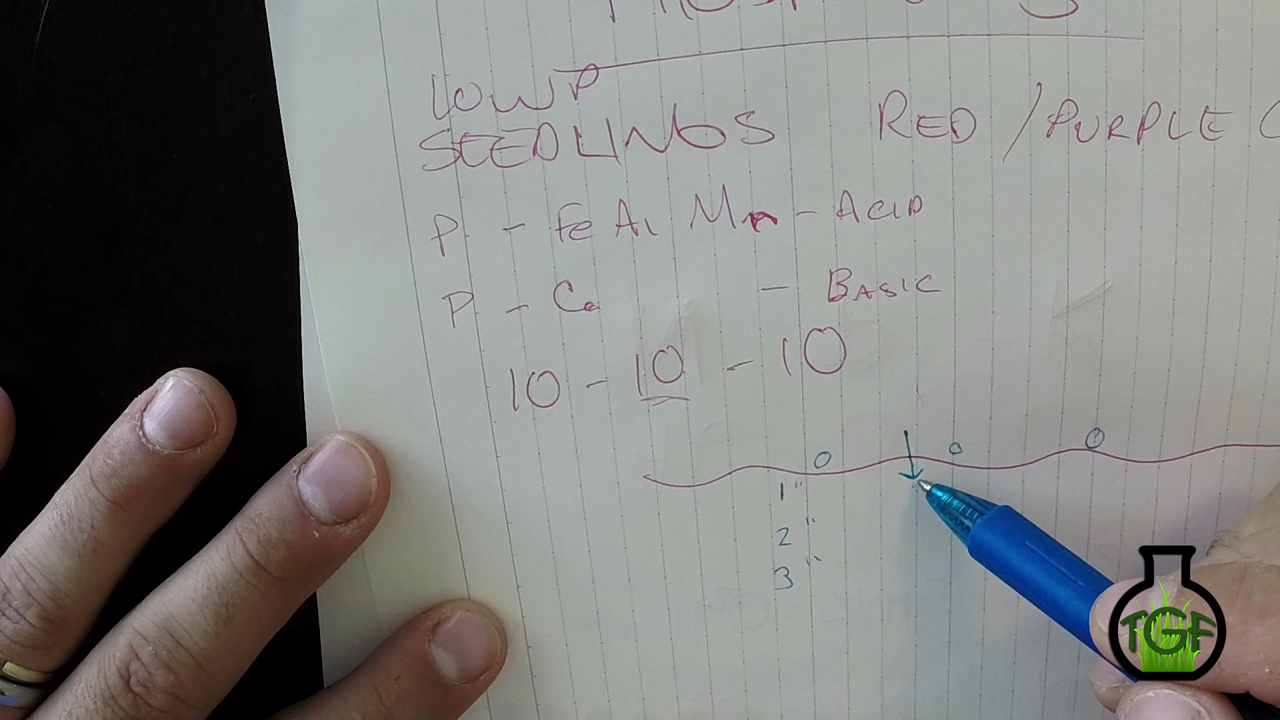 LOW P
SEEDLINGS RED / PURPLE
P - Fe Al Mn - ACID
P - Ca - BASIC
10 - 10 - 10
1"
2"
3"
TGF